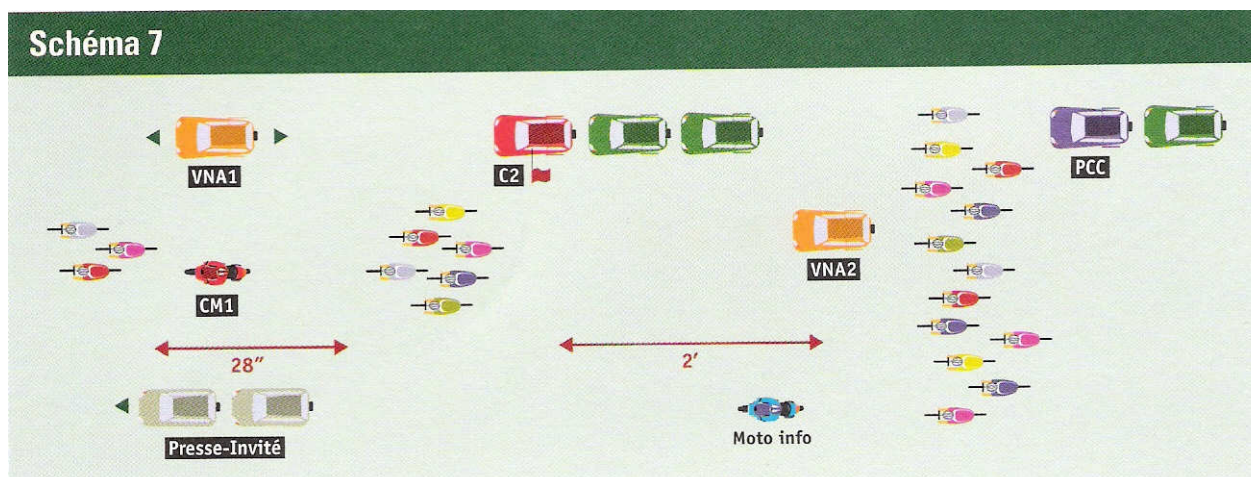 Schéma 7
VNA1
C2
PCC
VNA2
CM1
28"
2'
Presse-Invité
Moto info